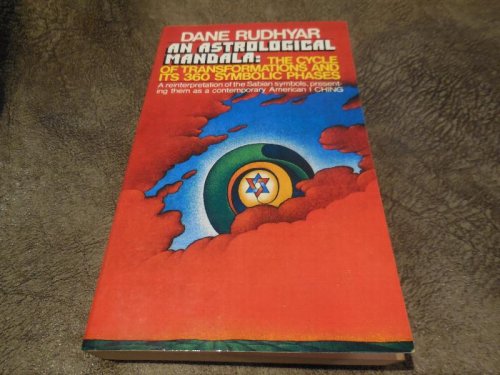 DANE RUDHYAR
AN ASTROLOGICAL
MANDALA: THE CYCLE
OF TRANSFORMATIONS AND
ITS 360 SYMBOLIC PHASES
A reinterpretation of the Sabian symbols, present-
ing them as a contemporary American I CHING